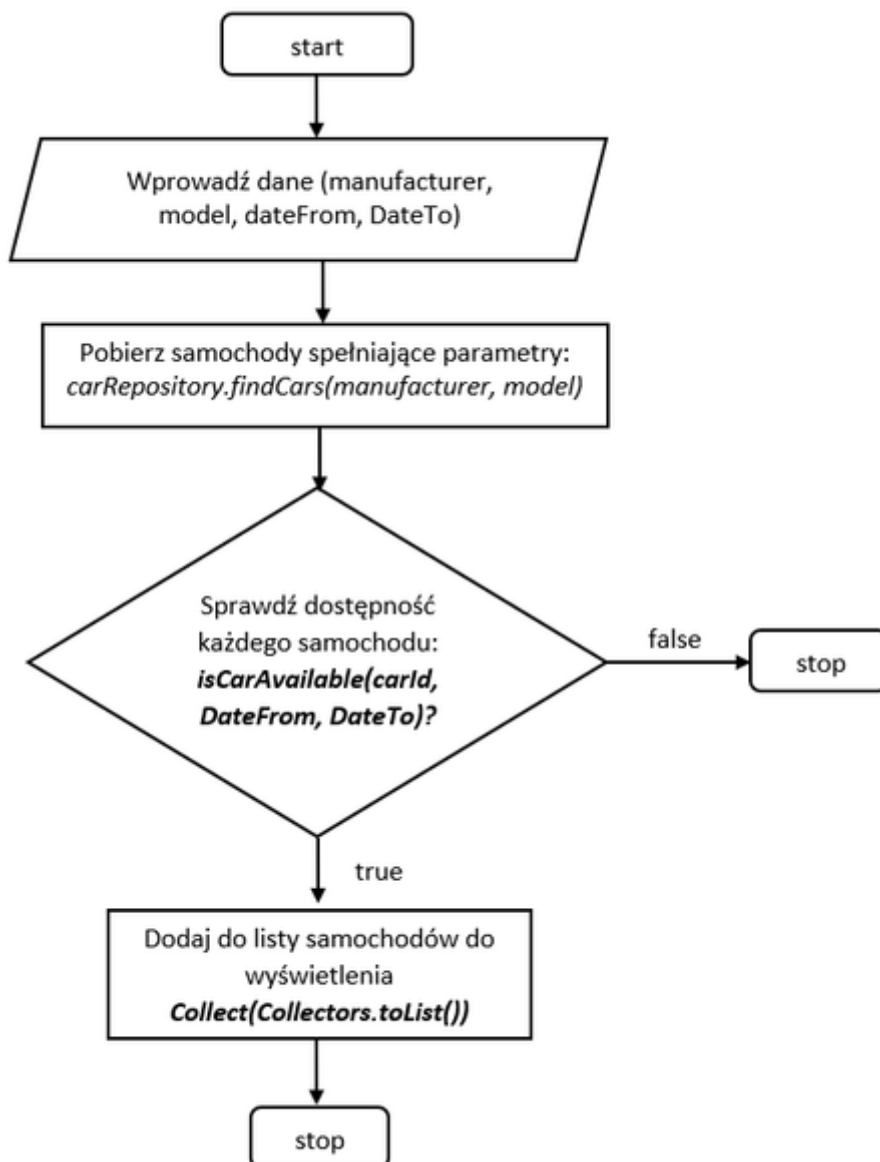 start
Wprowadź dane (manufacturer,
model, dateFrom, DateTo)
Pobierz samochody spełniające parametry:
carRepository.findCars(manufacturer, model)
Sprawdź dostępność
każdego samochodu:
isCarAvailable(carId,
DateFrom, DateTo)?
false
stop
true
Dodaj do listy samochodów do
wyświetlenia
Collect(Collectors.toList())
stop